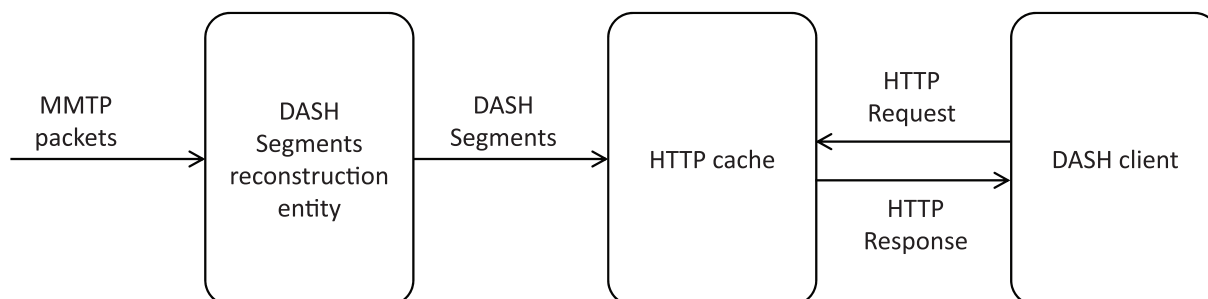 MMTP
packets
DASH
Segments
reconstruction
entity
DASH
Segments
HTTP cache
HTTP
Request
HTTP
Response
DASH client